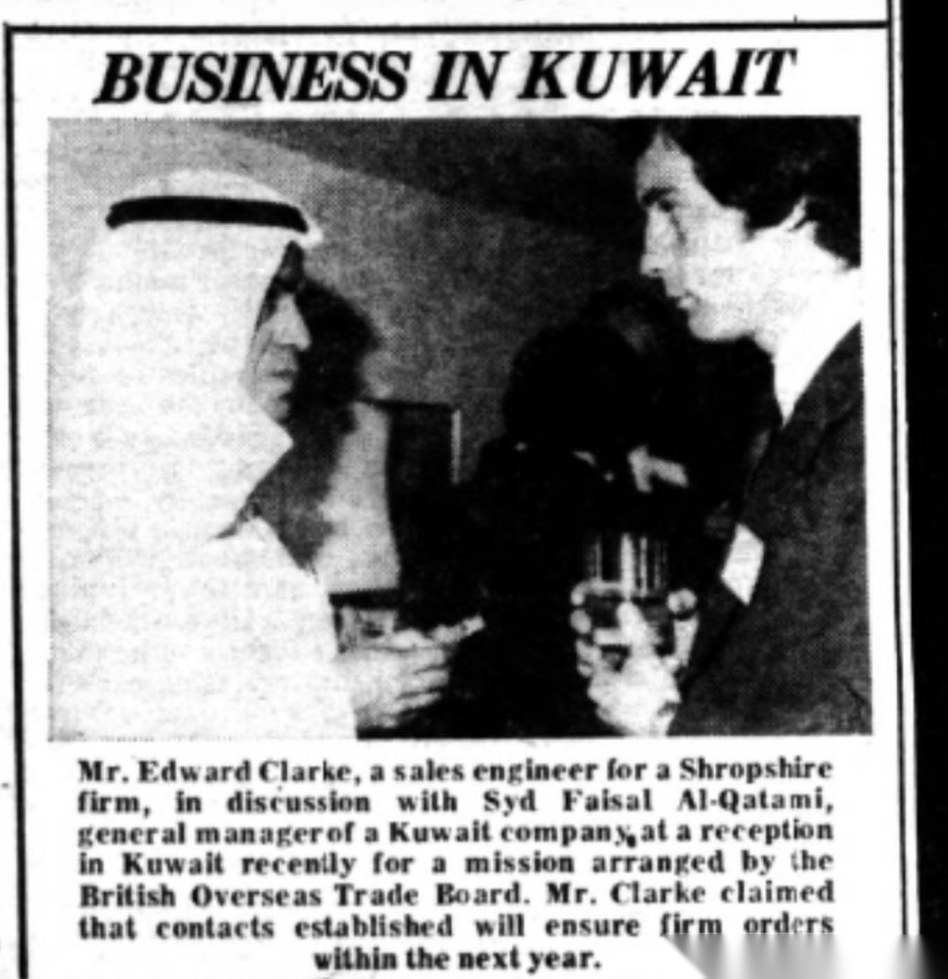 BUSINESS IN KUWAIT
Mr. Edward Clarke, a sales engineer for a Shropshire
firm, in discussion with Syd Faisal Al-Qatami,
general manager of a Kuwait company, at a reception
in Kuwait recently for a mission arranged by the
British Overseas Trade Board. Mr. Clarke claimed
that contacts established will ensure firm orders
within the next year.